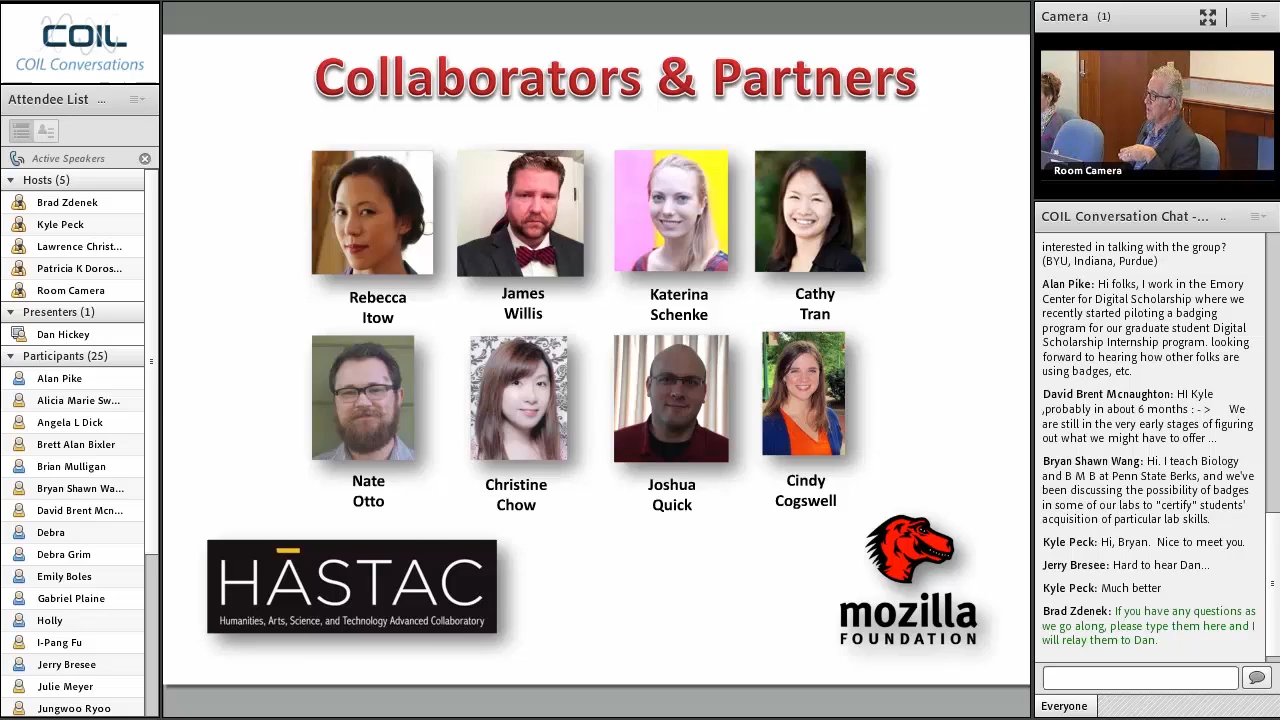 COIL
COIL Conversations
Attendee List ...
Active Speakers
Hosts (5)
Brad Zdenek
Kyle Peck
Lawrence Christ...
Patricia K Doros...
Room Camera
Presenters (1)
Dan Hickey
Participants (25)
Alan Pike
Alicia Marie Sw...
Angela L Dick
Brett Alan Bixler
Brian Mulligan
Bryan Shawn Wa...
David Brent Mcn...
Debra
Debra Grim
Emily Boles
Gabriel Plaine
Holly
I-Pang Fu
Jerry Bresee
Julie Meyer
Jungwoo Ryoo
Collaborators & Partners
Rebecca
Itow
James
Willis
Katerina
Schenke
Cathy
Tran
Nate
Otto
Christine
Chow
Joshua
Quick
Cindy
Cogswell
HASTAC
Humanities, Arts, Science, and Technology Advanced Collaboratory
mozilla
FOUNDATION
Camera (1)
Room Camera
COIL Conversation Chat -... ..
interested in talking with the group?
(BYU, Indiana, Purdue)
Alan Pike: Hi folks, I work in the Emory
Center for Digital Scholarship where we
recently started piloting a badging
program for our graduate student Digital
Scholarship Internship program. looking
forward to hearing how other folks are
using badges, etc.
David Brent Mcnaughton: HI Kyle
,probably in about 6 months : - > We
are still in the very early stages of figuring
out what we might have to offer ...
Bryan Shawn Wang: Hi. I teach Biology
and B M B at Penn State Berks, and we've
been discussing the possibility of badges
in some of our labs to "certify" students'
acquisition of particular lab skills.
Kyle Peck: Hi, Bryan. Nice to meet you.
Jerry Bresee: Hard to hear Dan...
Kyle Peck: Much better
Brad Zdenek: If you have any questions as
we go along, please type them here and I
will relay them to Dan.
Everyone